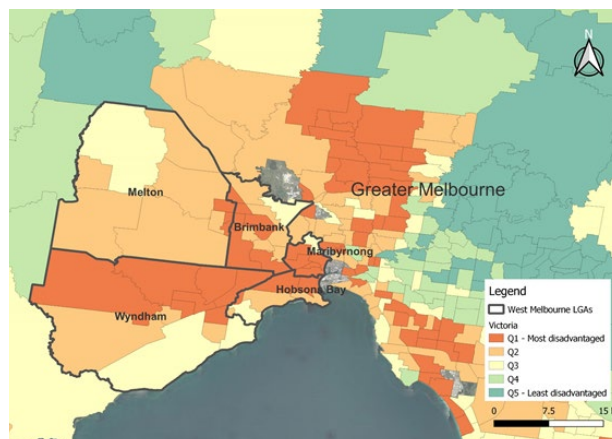 N
Greater Melbourne
Melton
Brimbank
Maribyrnong
Hobsons Bay
Wyndham
Legend
West Melbourne LGAs
Victoria
Q1 - Most disadvantaged
Q2
Q3
Q4
Q5 - Least disadvantaged
0 7.5 15